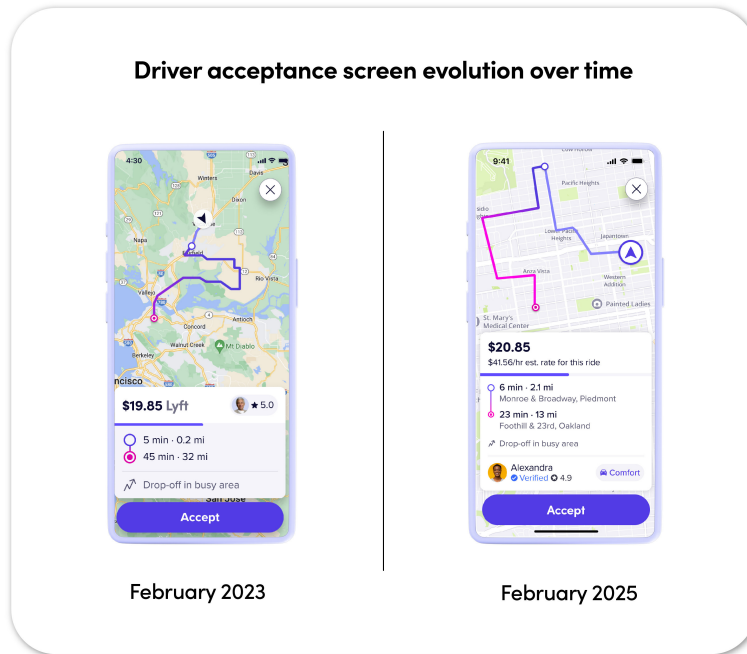 Driver acceptance screen evolution over time
4:30
Winters
Davis
Dixon
Napa
Rio Vista
Vallejo
Antioch
Concord
Walnut Creek
Mt Diablo
Berkeley
ncisco
$19.85 Lyft
★ 5.0
5 min · 0.2 mi
45 min · 32 mi
Drop-off in busy area
San Jose
Accept
February 2023
9:41
Pacific Heights
sidio
Lower Pacific
Heights
Japantown
Anza Vista
Western
Addition
Painted Ladies
St. Mary's
Medical Center
$20.85
$41.56/hr est. rate for this ride
6 min · 2.1 mi
Monroe & Broadway, Piedmont
23 min · 13 mi
Foothill & 23rd, Oakland
Drop-off in busy area
Alexandra
Verified 4.9
Comfort
Accept
February 2025